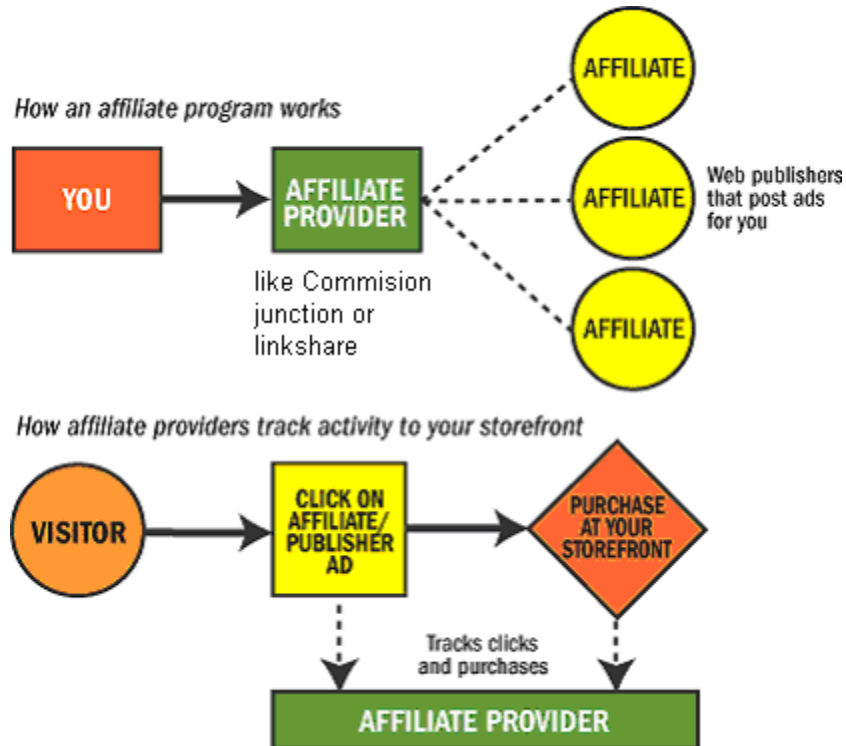 How an affiliate program works
YOU
AFFILIATE
PROVIDER
like Commision
junction or
linkshare
AFFILIATE
AFFILIATE
AFFILIATE
Web publishers
that post ads
for you
How affiliate providers track activity to your storefront
VISITOR
CLICK ON
AFFILIATE/
PUBLISHER
AD
PURCHASE
AT YOUR
STOREFRONT
Tracks clicks
and purchases
AFFILIATE PROVIDER